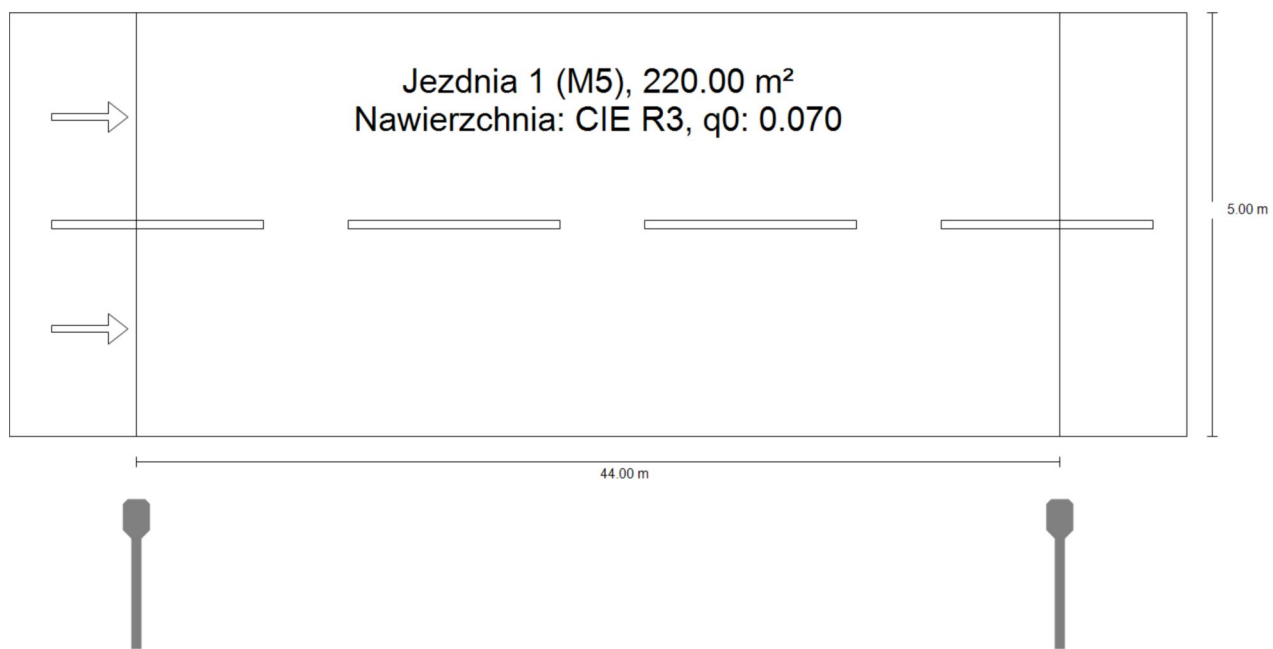 Jezdnia 1 (M5), 220.00 m²
Nawierzchnia: CIE R3, q0: 0.070
5.00 m
44.00 m